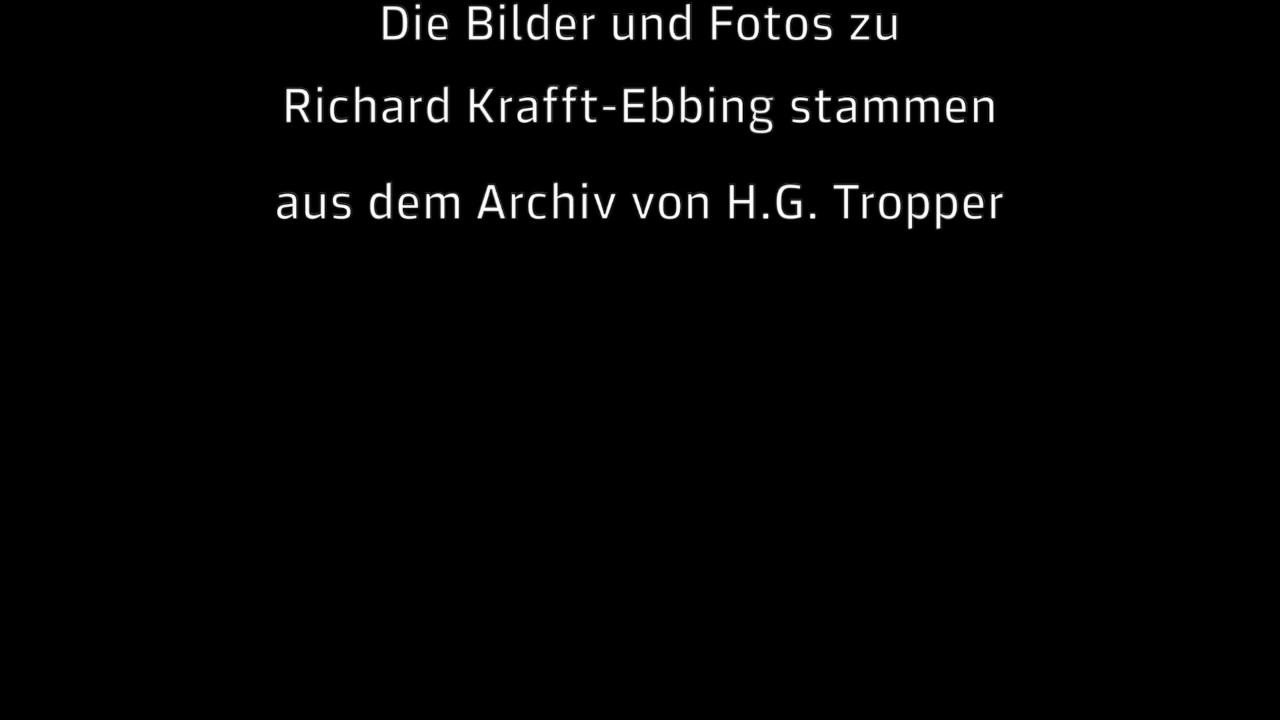 Die Bilder und Fotos zu
Richard Krafft-Ebbing stammen
aus dem Archiv von H.G. Tropper